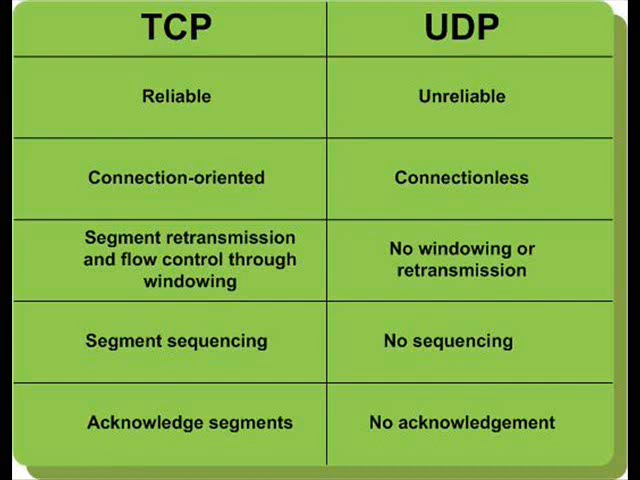 TCP UDP
Reliable Unreliable
Connection-oriented Connectionless
Segment retransmission
and flow control through
windowing
No windowing or
retransmission
Segment sequencing No sequencing
Acknowledge segments No acknowledgement